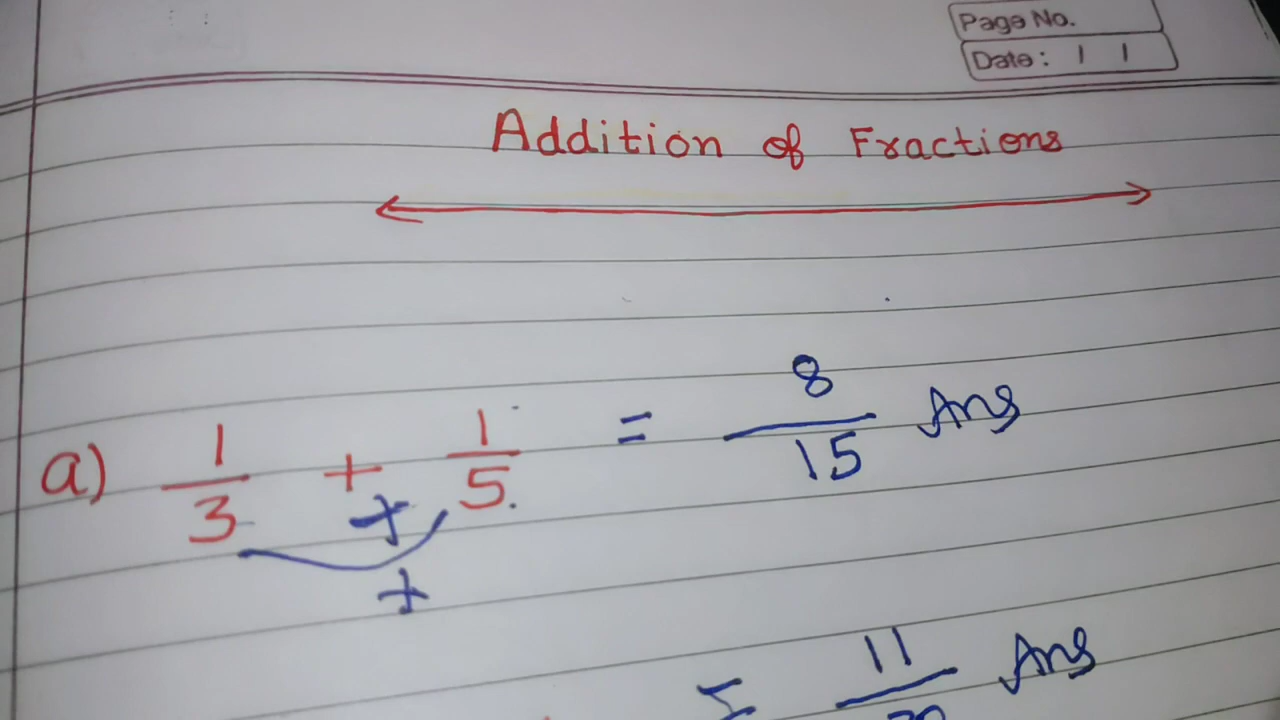 Page No.
Date: / /
Addition of Fractions
a) 1/3 + 1/5 = 8/15 Ans
+
+
= 11 Ans